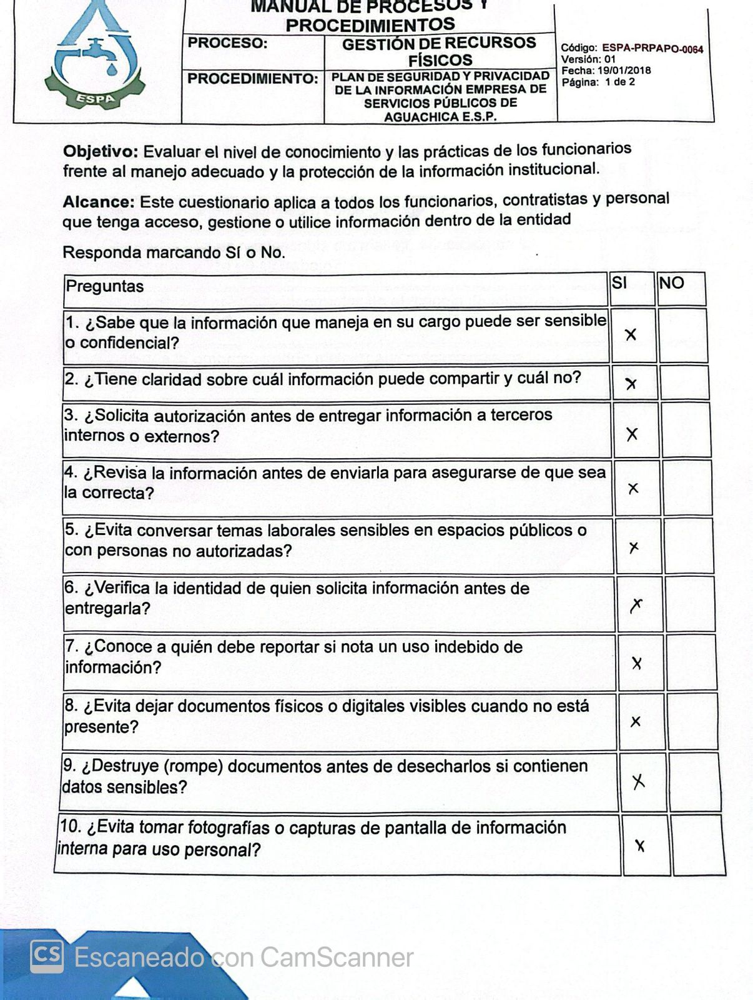 MANUAL DE PROCESOS Y
PROCEDIMIENTOS
PROCESO:
GESTIÓN DE RECURSOS
FÍSICOS
PROCEDIMIENTO:
PLAN DE SEGURIDAD Y PRIVACIDAD
DE LA INFORMACIÓN EMPRESA DE
SERVICIOS PÚBLICOS DE
AGUACHICA E.S.P.
Código: ESPA-PRPAPO-0064
Versión: 01
Fecha: 19/01/2018
Página: 1 de 2
ESPA
Objetivo: Evaluar el nivel de conocimiento y las prácticas de los funcionarios
frente al manejo adecuado y la protección de la información institucional.
Alcance: Este cuestionario aplica a todos los funcionarios, contratistas y personal
que tenga acceso, gestione o utilice información dentro de la entidad
Responda marcando Sí o No.
Preguntas SI NO
1. ¿Sabe que la información que maneja en su cargo puede ser sensible
o confidencial? X
2. ¿Tiene claridad sobre cuál información puede compartir y cuál no? X
3. ¿Solicita autorización antes de entregar información a terceros
internos o externos? X
4. ¿Revisa la información antes de enviarla para asegurarse de que sea
la correcta? X
5. ¿Evita conversar temas laborales sensibles en espacios públicos o
con personas no autorizadas? X
6. ¿Verifica la identidad de quien solicita información antes de
entregarla? X
7. ¿Conoce a quién debe reportar si nota un uso indebido de
información? X
8. ¿Evita dejar documentos físicos o digitales visibles cuando no está
presente? X
9. ¿Destruye (rompe) documentos antes de desecharlos si contienen
datos sensibles? X
10. ¿Evita tomar fotografías o capturas de pantalla de información
interna para uso personal? X
CS Escaneado con CamScanner